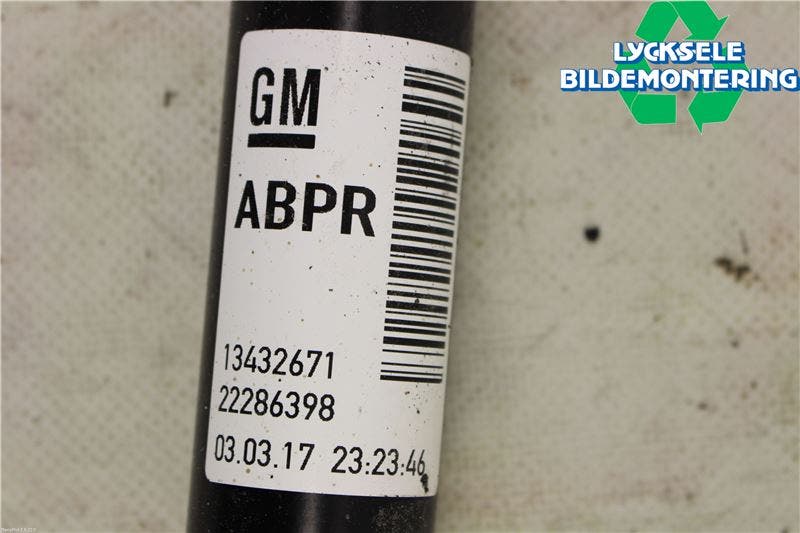 GM
ABPR
13432671
22286398
03.03.17 23:23:46
LYCKSELE
BILDEMONTERING